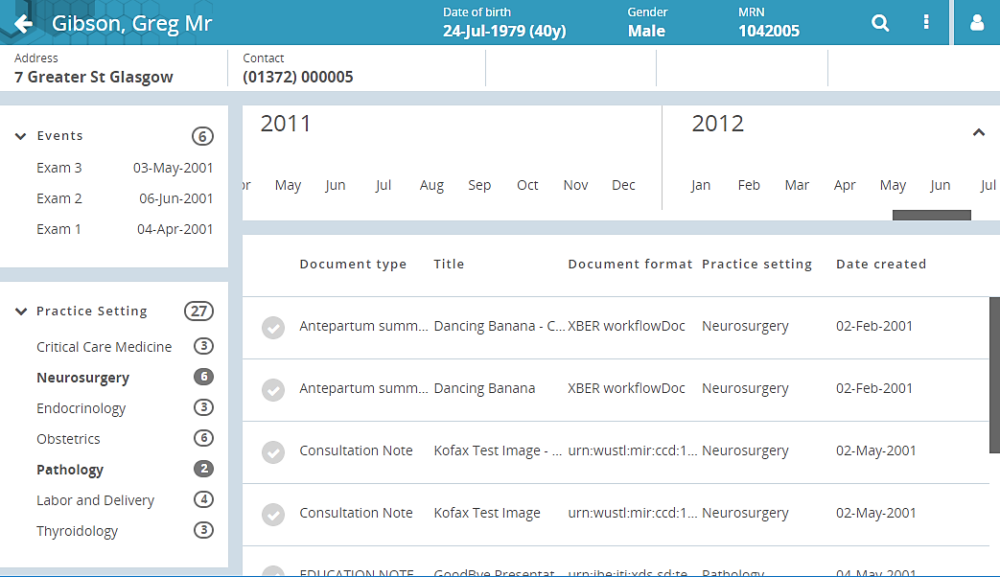 Gibson, Greg Mr
Date of birth
24-Jul-1979 (40y)
Gender
Male
MRN
1042005
Address
7 Greater St Glasgow
Contact
(01372) 000005
Events 6
Exam 3 03-May-2001
Exam 2 06-Jun-2001
Exam 1 04-Apr-2001
Practice Setting 27
Critical Care Medicine 3
Neurosurgery 6
Endocrinology 3
Obstetrics 6
Pathology 2
Labor and Delivery 4
Thyroidology 3
2011 2012
May Jun Jul Aug Sep Oct Nov Dec Jan Feb Mar Apr May Jun Jul
Document type Title Document format Practice setting Date created
Antepartum summ... Dancing Banana - C... XBER workflowDoc Neurosurgery 02-Feb-2001
Antepartum summ... Dancing Banana XBER workflowDoc Neurosurgery 02-Feb-2001
Consultation Note Kofax Test Image - ... urn:wustl:mir:ccd:1... Neurosurgery 02-May-2001
Consultation Note Kofax Test Image urn:wustl:mir:ccd:1... Neurosurgery 02-May-2001
EDUCATION NOTE GoodBye Presentat... urn:ihe:iti:xds-sd:te... Pathology 04-May-2001